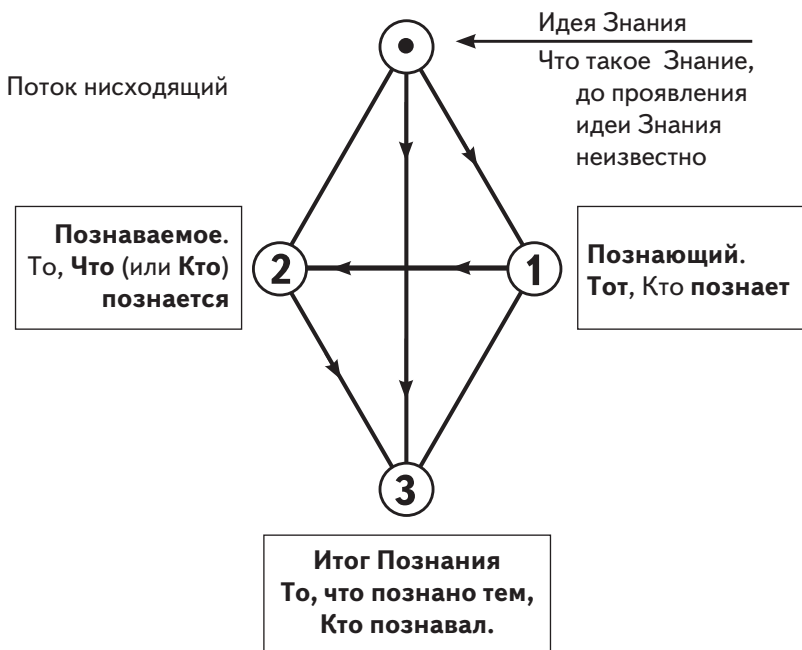 Идея Знания
Что такое Знание,
до проявления
идеи Знания
неизвестно
Поток нисходящий
Познаваемое.
То, Что (или Кто)
познается
2
1
Познающий.
Тот, Кто познает
3
Итог Познания
То, что познано тем,
Кто познавал.